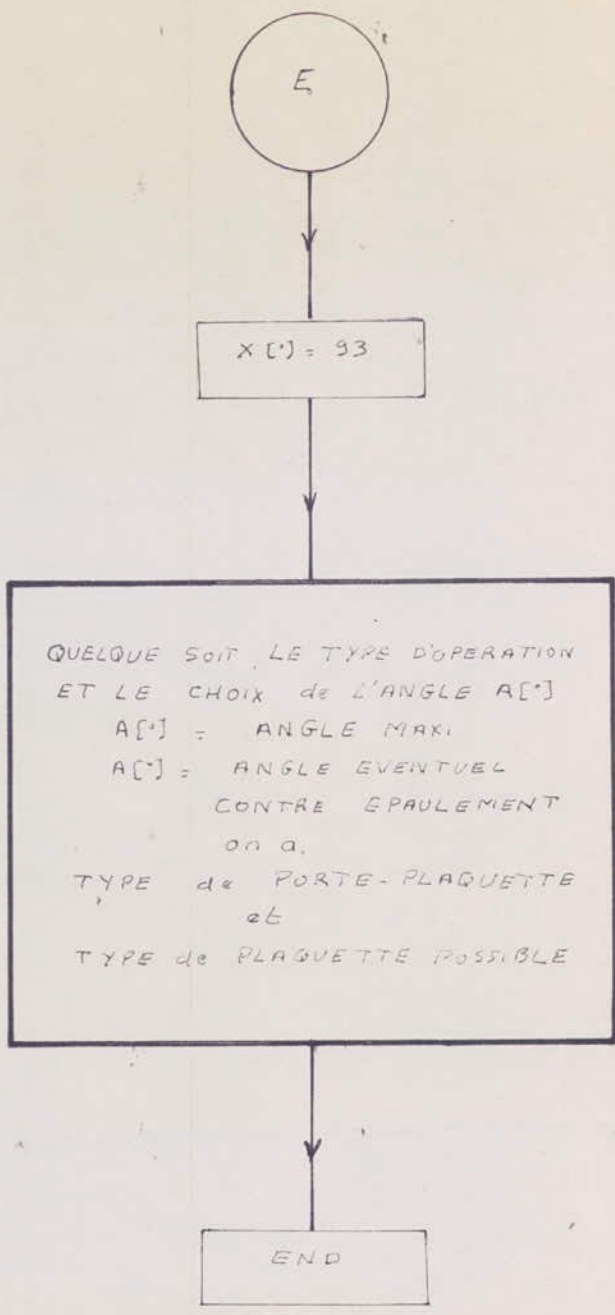 E
X [°] = 93
QUELQUE SOIT LE TYPE D'OPERATION
ET LE CHOIX de L'ANGLE A[°]
A[°] = ANGLE MAXI
A[°] = ANGLE EVENTUEL
CONTRE EPAULEMENT
on a.
TYPE de PORTE-PLAQUETTE
et
TYPE de PLAQUETTE POSSIBLE
END